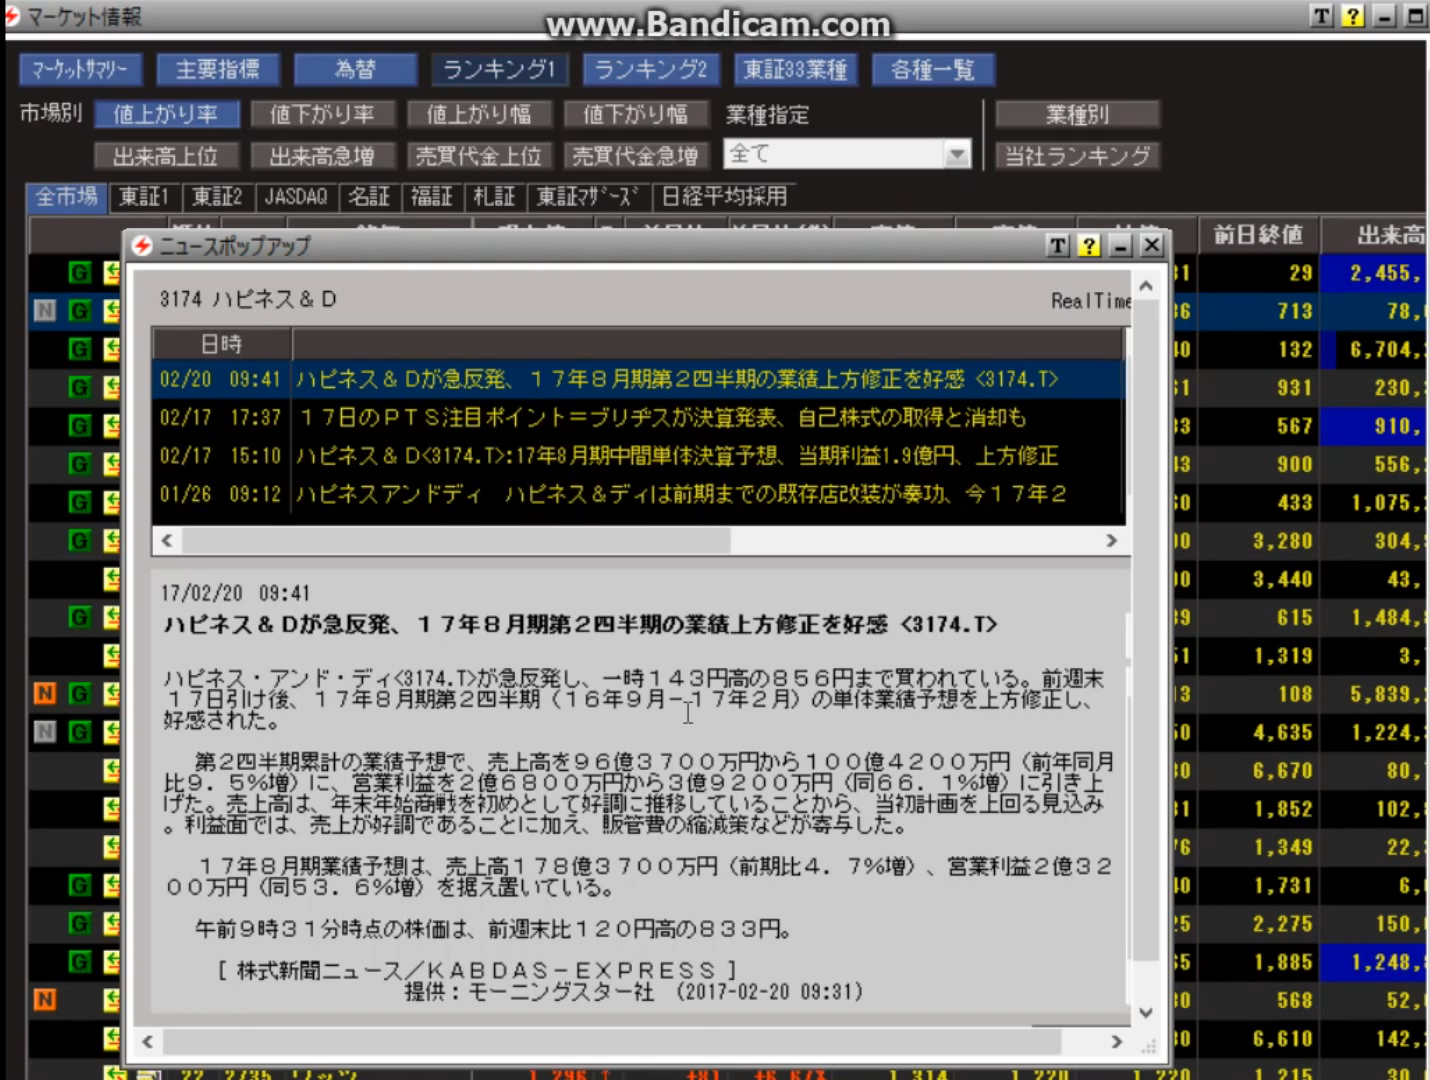 www.Bandicam.com
マーケット情報
T ?
マーケットサマリー 主要指標 為替 ランキング1 ランキング2 東証33業種 各種一覧
市場別 値上がり率 値下がり率 値上がり幅 値下がり幅 業種指定 業種別
出来高上位 出来高急増 売買代金上位 売買代金急増 全て 当社ランキング
全市場 東証1 東証2 JASDAQ 名証 福証 札証 東証マザーズ 日経平均採用
前日終値 出来高
ニュースポップアップ T ?
3174 ハピネス&D RealTime
日時
02/20 09:41 ハピネス&Dが急反発、17年8月期第2四半期の業績上方修正を好感 <3174.T>
02/17 17:37 17日のPTS注目ポイント=ブリヂスが決算発表、自己株式の取得と消却も
02/17 15:10 ハピネス&D<3174.T>:17年8月期中間単体決算予想、当期利益1.9億円、上方修正
01/26 09:12 ハピネスアンドディ ハピネス&ディは前期までの既存店改装が奏功、今17年2
17/02/20 09:41
ハピネス&Dが急反発、17年8月期第2四半期の業績上方修正を好感 <3174.T>
ハピネス・アンド・ディ<3174.T>が急反発し、一時143円高の856円まで買われている。前週末
17日引け後、17年8月期第2四半期（16年9月−17年2月）の単体業績予想を上方修正し、
好感された。
第2四半期累計の業績予想で、売上高を96億3700万円から100億4200万円（前年同月
比9．5%増）に、営業利益を2億6800万円から3億9200万円（同66．1%増）に引き上
げた。売上高は、年末年始商戦を初めとして好調に推移していることから、当初計画を上回る見込み
。利益面では、売上が好調であることに加え、販管費の縮減策などが寄与した。
17年8月期業績予想は、売上高178億3700万円（前期比4．7%増）、営業利益2億32
00万円（同53．6%増）を据え置いている。
午前9時31分時点の株価は、前週末比120円高の833円。
[ 株式新聞ニュース／KABDAS−EXPRESS ]
提供：モーニングスター社 (2017-02-20 09:31)
29 2,455,
713 78,
132 6,704,
931 230,
567 910,
900 556,
433 1,075,
3,280 304,
3,440 43,
615 1,484,
1,319 3,
108 5,839,
4,635 1,224,
6,670 80,
1,852 102,
1,349 22,
1,731 6,
2,275 150,
1,885 1,248,
568 52,
6,610 142,
22 2735 ワッツ 1,296 ↑ +81 +6.67% 1,314 1,220 1,220 1,215 30,